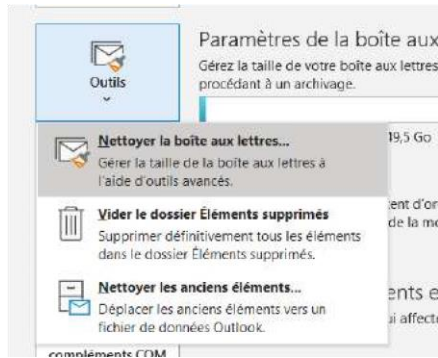 Paramètres de la boîte aux
Gérez la taille de votre boîte aux lettres
procédant à un archivage.
Outils
Nettoyer la boîte aux lettres...
Gérer la taille de la boîte aux lettres à
l'aide d'outils avancés.
19,5 Go
Vider le dossier Éléments supprimés
Supprimer définitivement tous les éléments
dans le dossier Éléments supprimés.
ent d'or
de la me
Nettoyer les anciens éléments...
Déplacer les anciens éléments vers un
fichier de données Outlook.
ents e
ui affecte
compléments COM